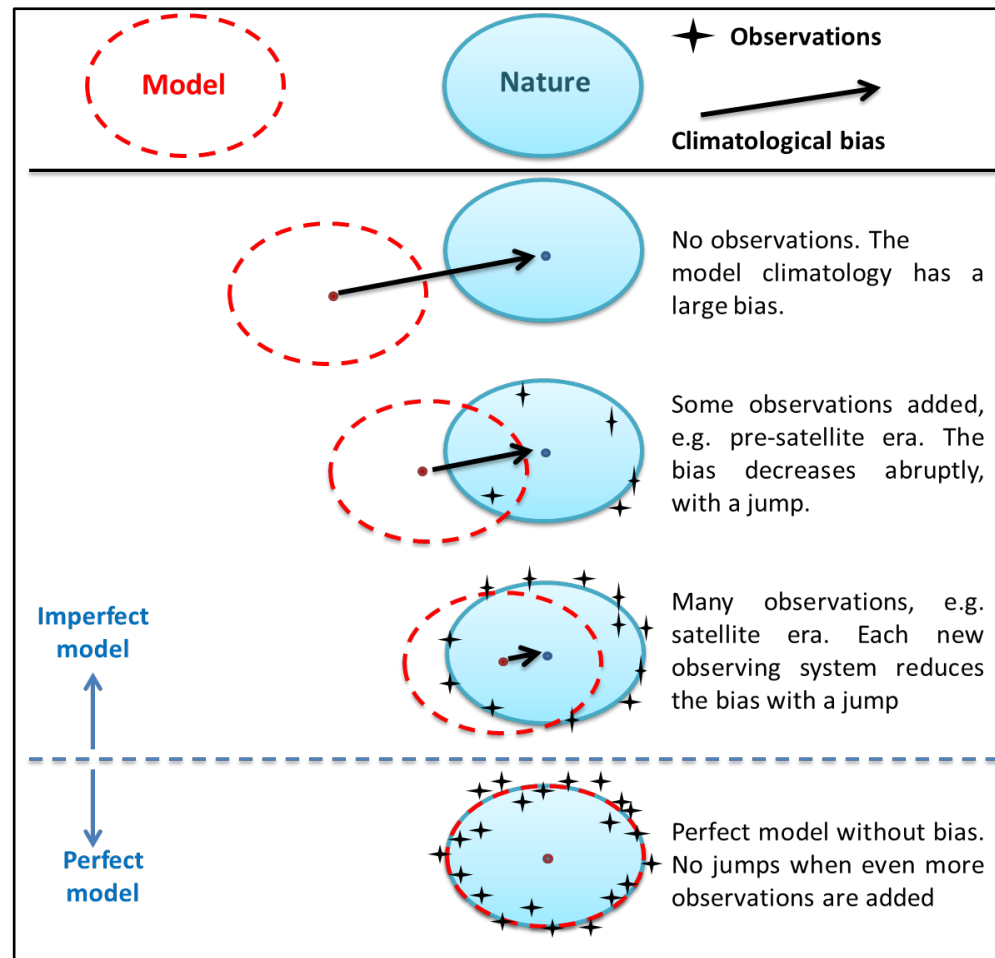 Model
Nature
Observations
Climatological bias
No observations. The
model climatology has a
large bias.
Some observations added,
e.g. pre-satellite era. The
bias decreases abruptly,
with a jump.
Imperfect
model
Many observations, e.g.
satellite era. Each new
observing system reduces
the bias with a jump
Perfect
model
Perfect model without bias.
No jumps when even more
observations are added